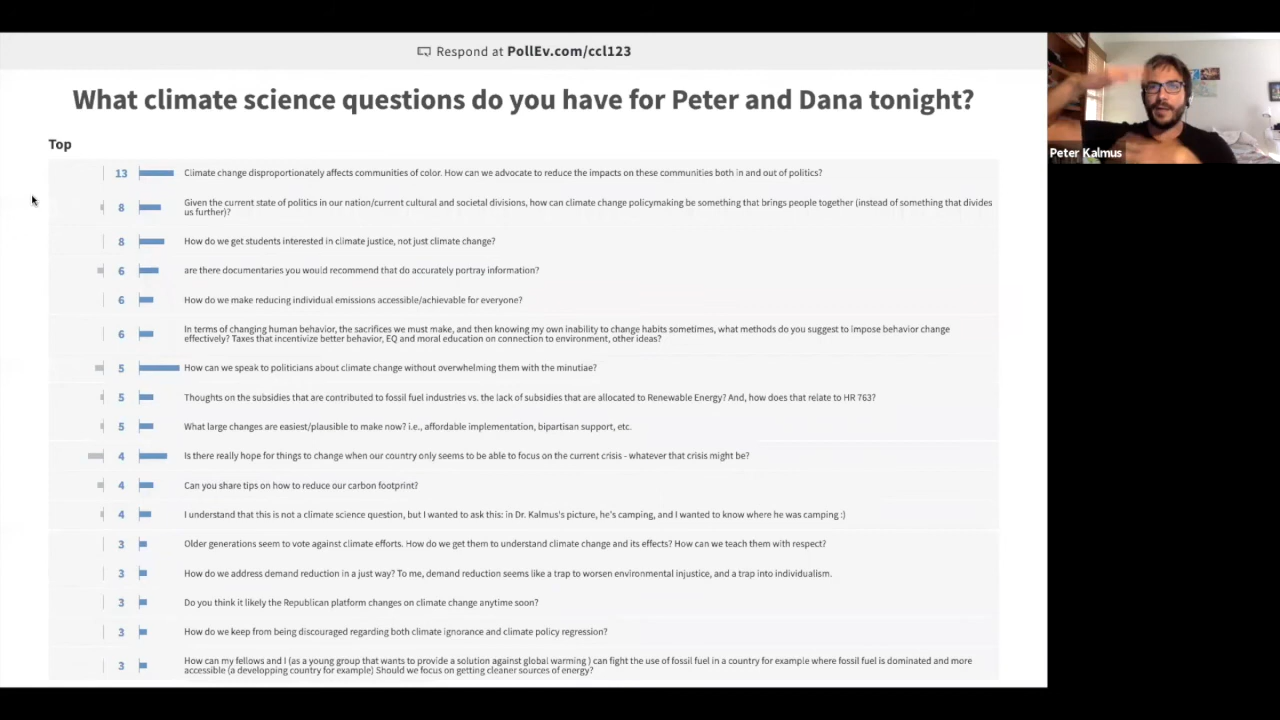 Respond at PollEv.com/ccl123
What climate science questions do you have for Peter and Dana tonight?
Top
13 Climate change disproportionately affects communities of color. How can we advocate to reduce the impacts on these communities both in and out of politics?
8 Given the current state of politics in our nation/current cultural and societal divisions, how can climate change policymaking be something that brings people together (instead of something that divides
us further)?
8 How do we get students interested in climate justice, not just climate change?
6 are there documentaries you would recommend that do accurately portray information?
6 How do we make reducing individual emissions accessible/achievable for everyone?
6 In terms of changing human behavior, the sacrifices we must make, and then knowing my own inability to change habits sometimes, what methods do you suggest to impose behavior change
effectively? Taxes that incentivize better behavior, EQ and moral education on connection to environment, other ideas?
5 How can we speak to politicians about climate change without overwhelming them with the minutiae?
5 Thoughts on the subsidies that are contributed to fossil fuel industries vs. the lack of subsidies that are allocated to Renewable Energy? And, how does that relate to HR 763?
5 What large changes are easiest/plausible to make now? i.e., affordable implementation, bipartisan support, etc.
4 Is there really hope for things to change when our country only seems to be able to focus on the current crisis - whatever that crisis might be?
4 Can you share tips on how to reduce our carbon footprint?
4 I understand that this is not a climate science question, but I wanted to ask this: in Dr. Kalmus's picture, he's camping, and I wanted to know where he was camping :)
3 Older generations seem to vote against climate efforts. How do we get them to understand climate change and its effects? How can we teach them with respect?
3 How do we address demand reduction in a just way? To me, demand reduction seems like a trap to worsen environmental injustice, and a trap into individualism.
3 Do you think it likely the Republican platform changes on climate change anytime soon?
3 How do we keep from being discouraged regarding both climate ignorance and climate policy regression?
3 How can my fellows and I (as a young group that wants to provide a solution against global warming ) can fight the use of fossil fuel in a country for example where fossil fuel is dominated and more
accessible (a developping country for example) Should we focus on getting cleaner sources of energy?
Peter Kalmus